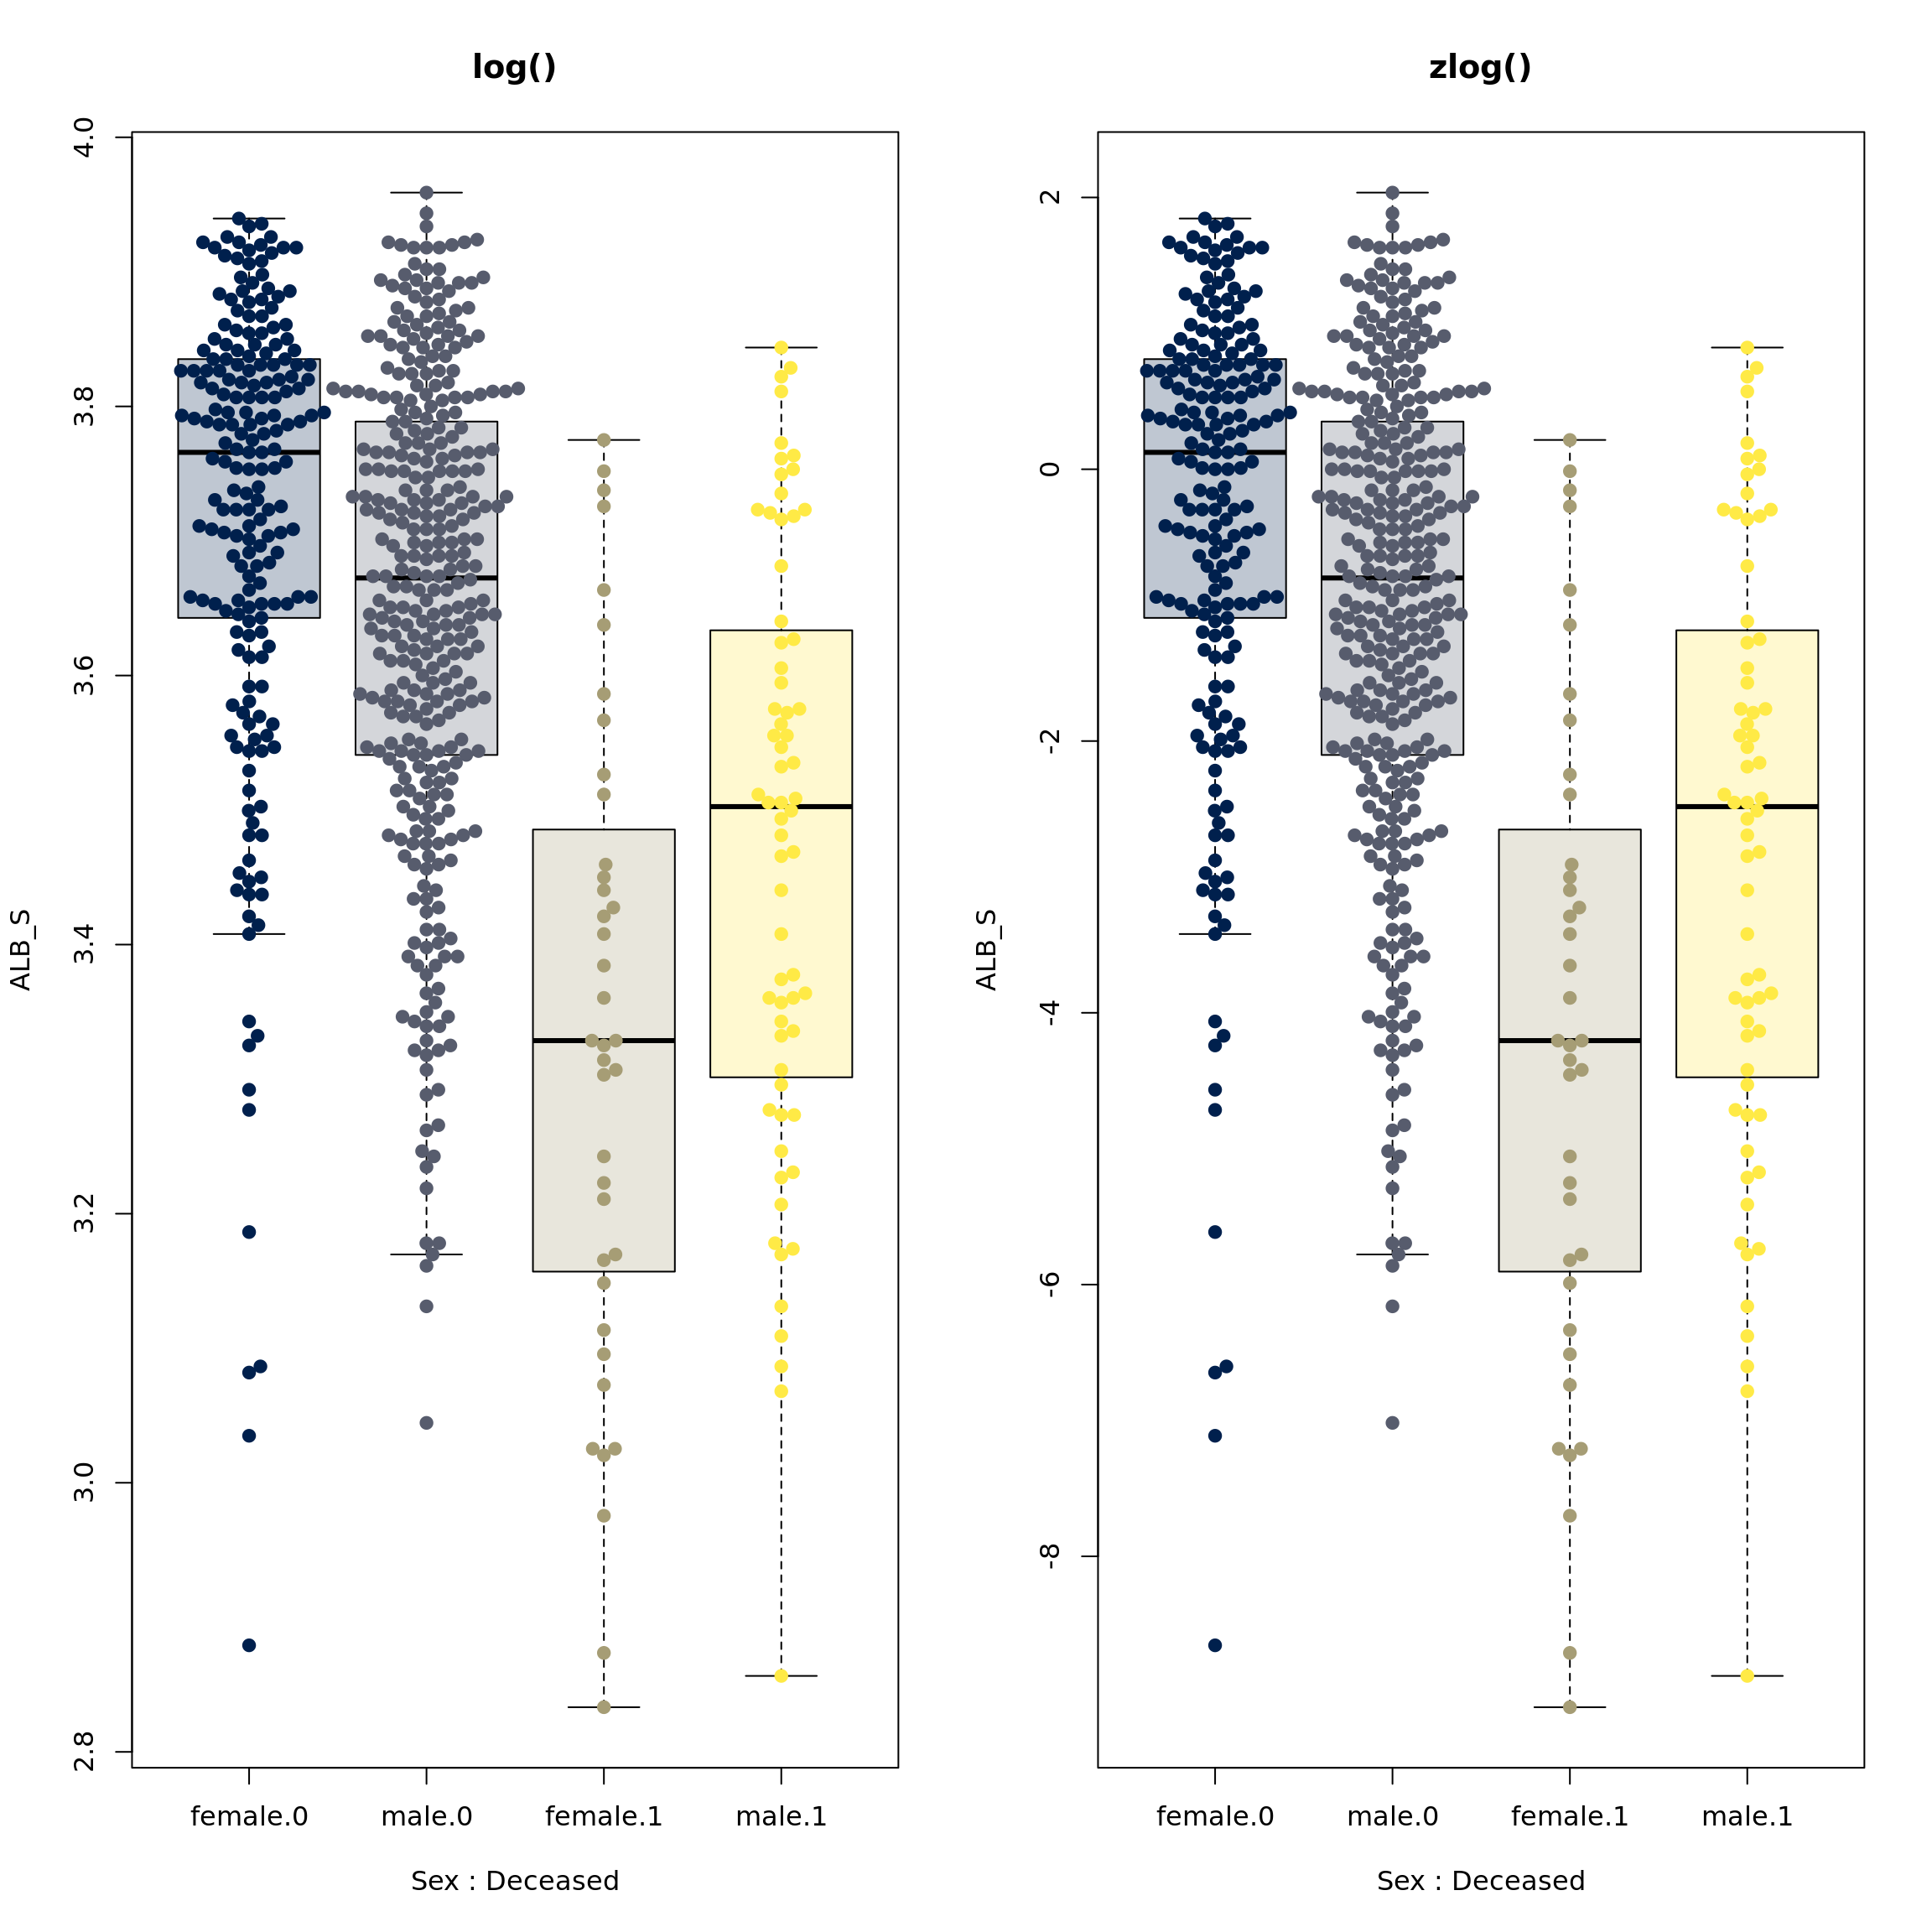 log()
ALB_S
4.0
3.8
3.6
3.4
3.2
3.0
2.8
female.0 male.0 female.1 male.1
Sex : Deceased
zlog()
ALB_S
2
0
-2
-4
-6
-8
female.0 male.0 female.1 male.1
Sex : Deceased